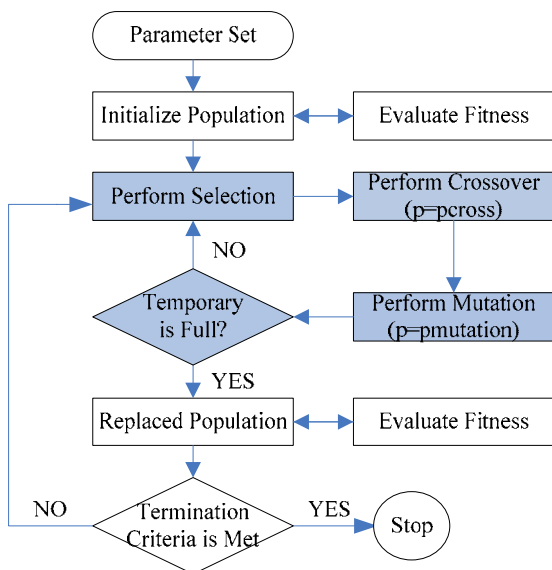 Parameter Set
Initialize Population
Evaluate Fitness
Perform Selection
Perform Crossover
(p=pcross)
NO
Temporary
is Full?
Perform Mutation
(p=pmutation)
YES
Replaced Population
Evaluate Fitness
NO
Termination
Criteria is Met
YES
Stop